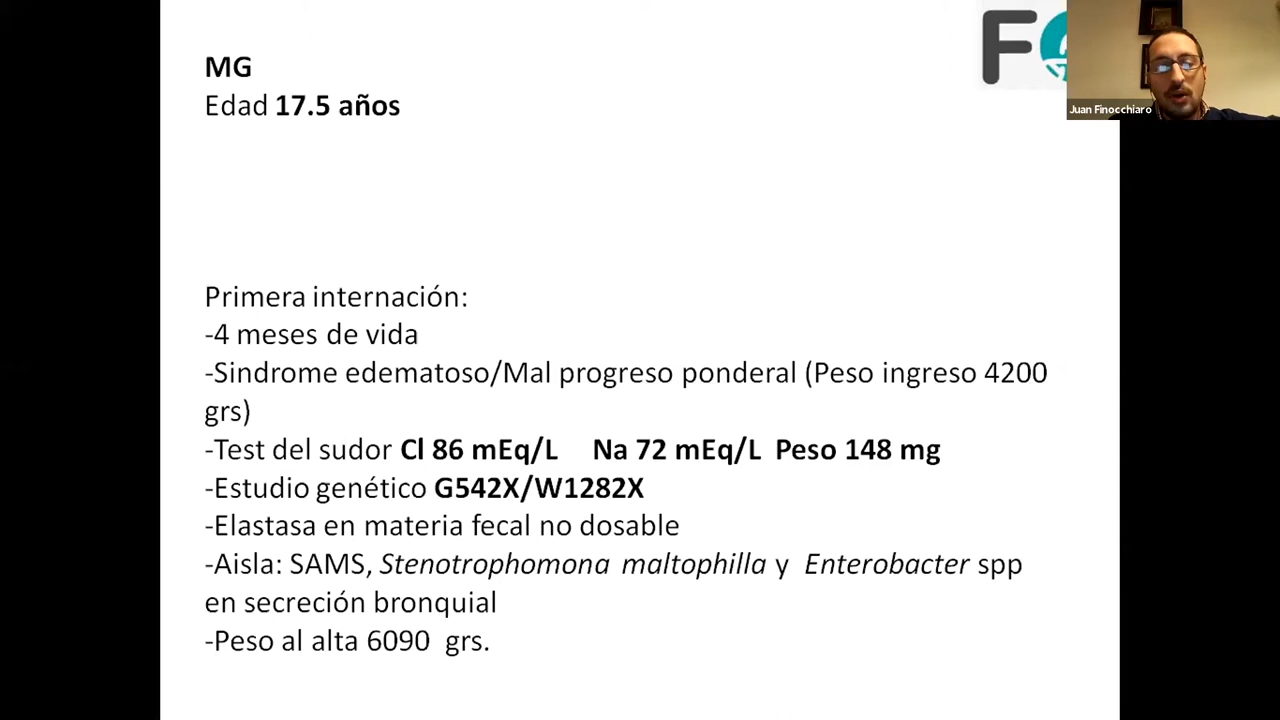 MG
Edad 17.5 años
F
Juan Finocchiaro
Primera internación:
-4 meses de vida
-Sindrome edematoso/Mal progreso ponderal (Peso ingreso 4200
grs)
-Test del sudor Cl 86 mEq/L Na 72 mEq/L Peso 148 mg
-Estudio genético G542X/W1282X
-Elastasa en materia fecal no dosable
-Aisla: SAMS, Stenotrophomona maltophilla y Enterobacter spp
en secreción bronquial
-Peso al alta 6090 grs.